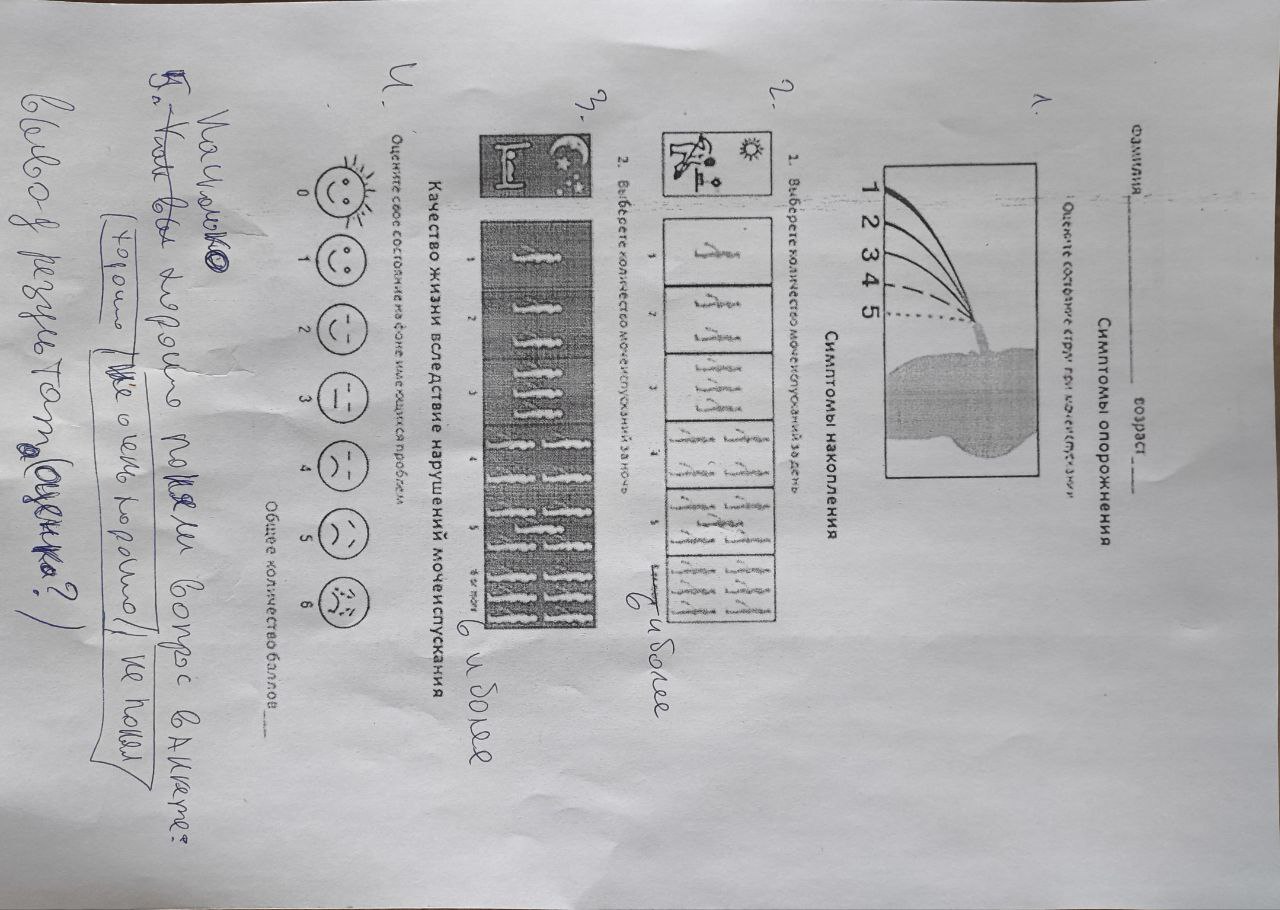 Фамилия____________ возраст____
Симптомы опорожнения
Оцените состояние струи при мочеиспускании
1.
1 2 3 4 5
Симптомы накопления
2.
1. Выберете количество мочеиспусканий за день
1 2 3 4 5
6 и более
2. Выберете количество мочеиспусканий за ночь
3.
1 2 3 4 5 6 or more 6 и более
Качество жизни вследствие нарушений мочеиспускания
4. Оцените свое состояние на фоне имеющихся проблем
0 1 2 3 4 5 6
Общее количество баллов___
Насколько
5. Как вы хорошо поняли вопрос в Анкете?
хорошо не очень хорошо не понял
вывод результата (оценка?)